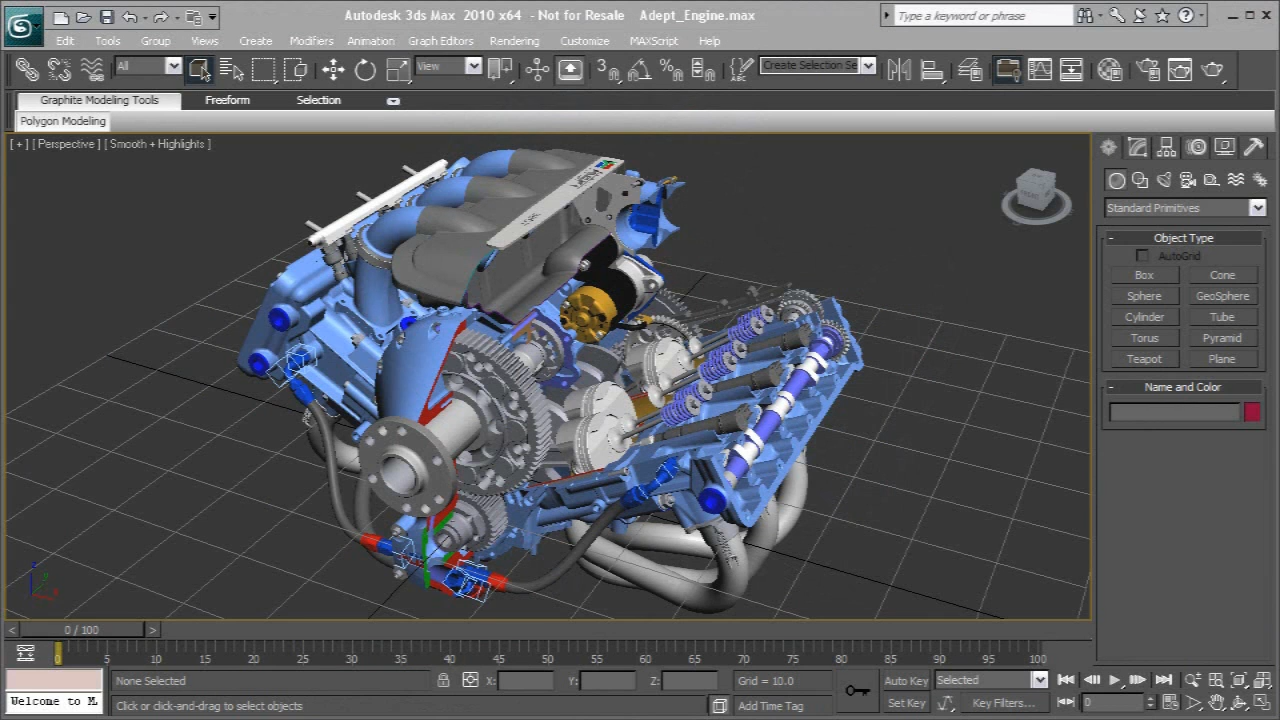 Autodesk 3ds Max 2010 x64 - Not for Resale Adept_Engine.max
Type a keyword or phrase
Edit Tools Group Views Create Modifiers Animation Graph Editors Rendering Customize MAXScript Help
All View 3 Create Selection Se
Graphite Modeling Tools Freeform Selection
Polygon Modeling
[ + ] [ Perspective ] [ Smooth + Highlights ]
Standard Primitives
- Object Type
AutoGrid
Box Cone
Sphere GeoSphere
Cylinder Tube
Torus Pyramid
Teapot Plane
- Name and Color
< 0 / 100 >
0 5 10 15 20 25 30 35 40 45 50 55 60 65 70 75 80 85 90 95 100
None Selected X: Y: Z: Grid = 10.0 Auto Key Selected
Welcome to M
Click or click-and-drag to select objects Add Time Tag Set Key Key Filters... 0